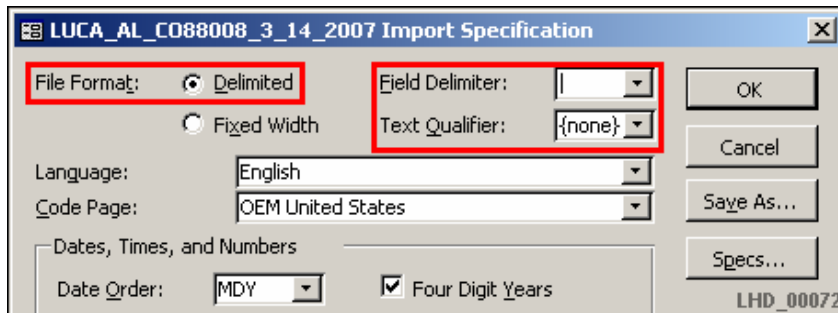 LUCA_AL_CO88008_3_14_2007 Import Specification
File Format: Delimited Field Delimiter: | OK
Fixed Width Text Qualifier: {none}
Cancel
Language: English
Code Page: OEM United States Save As...
Dates, Times, and Numbers
Specs...
Date Order: MDY Four Digit Years
LHD_00072